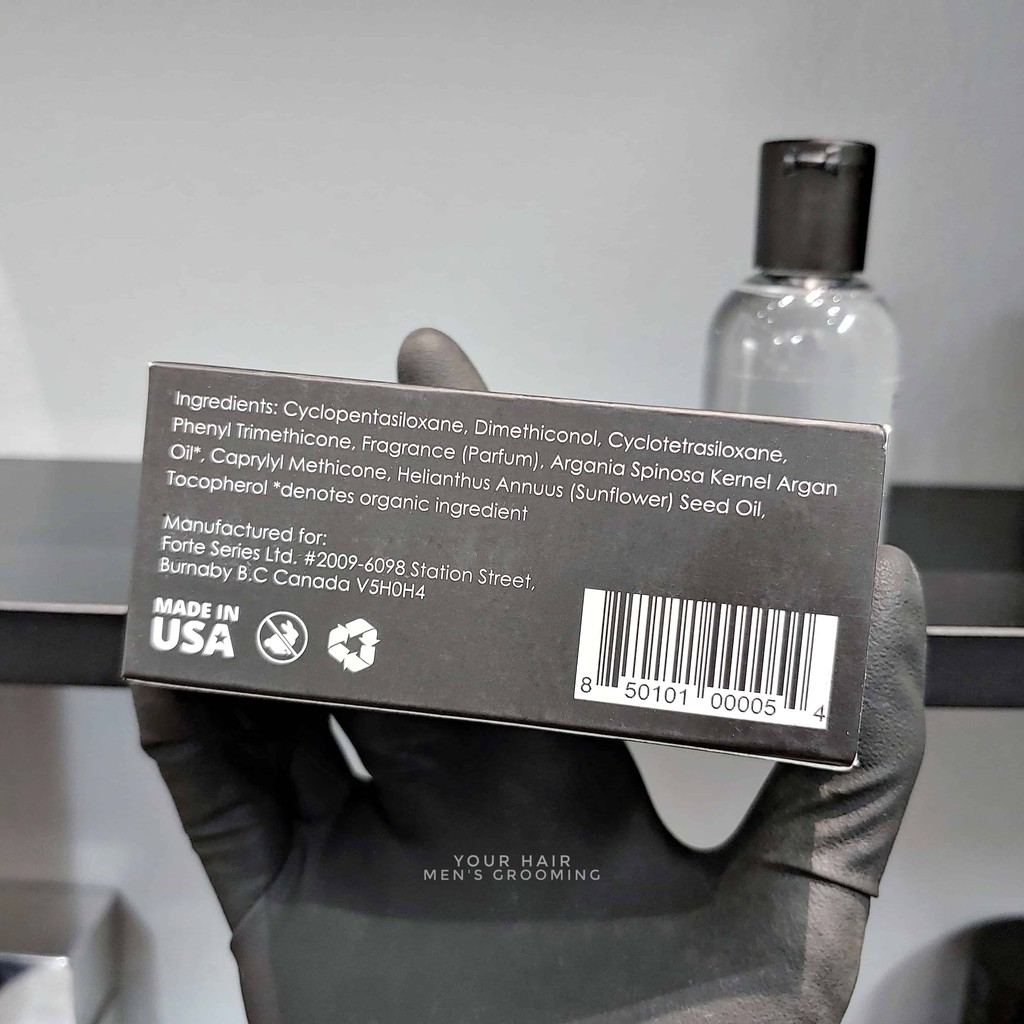 Ingredients: Cyclopentasiloxane, Dimethiconol, Cyclotetrasiloxane,
Phenyl Trimethicone, Fragrance (Parfum), Argania Spinosa Kernel Argan
Oil*, Caprylyl Methicone, Helianthus Annuus (Sunflower) Seed Oil,
Tocopherol *denotes organic ingredient
Manufactured for:
Forte Series Ltd. #2009-6098 Station Street,
Burnaby B.C Canada V5H0H4
MADE IN
USA
8 50101 00005 4
YOUR HAIR
MEN'S GROOMING